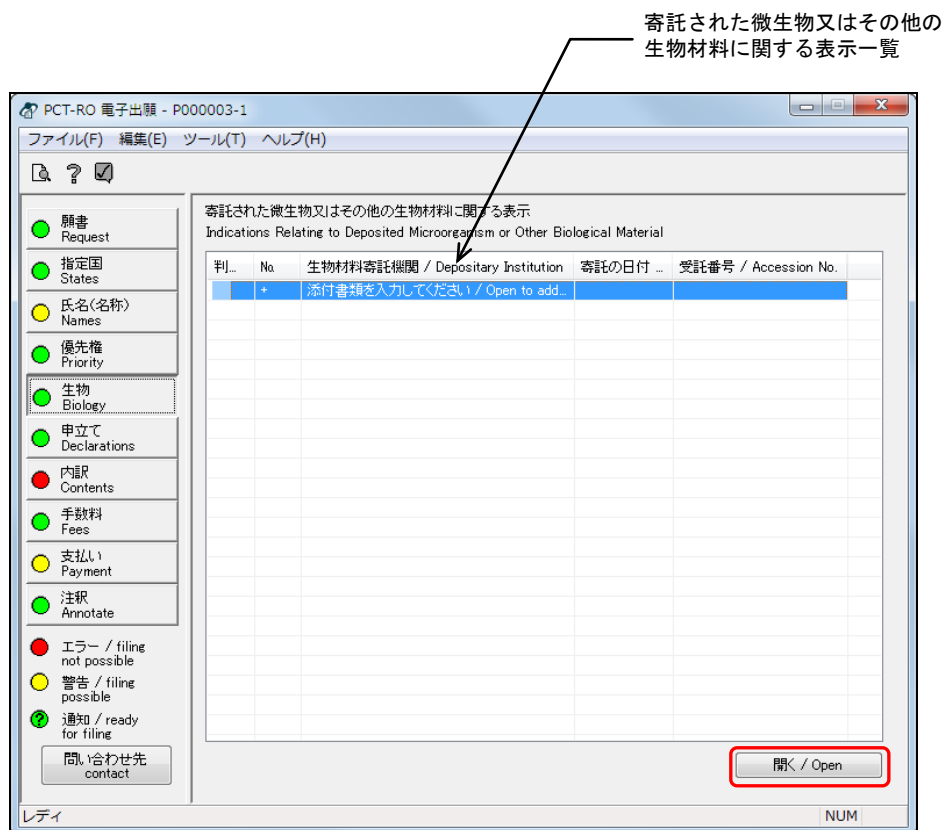 寄託された微生物又はその他の
生物材料に関する表示一覧
PCT-RO 電子出願 - P000003-1
ファイル(F) 編集(E) ツール(T) ヘルプ(H)
願書
Request
指定国
States
氏名(名称)
Names
優先権
Priority
生物
Biology
申立て
Declarations
内訳
Contents
手数料
Fees
支払い
Payment
注釈
Annotate
エラー / filing
not possible
警告 / filing
possible
通知 / ready
for filing
問い合わせ先
contact
寄託された微生物又はその他の生物材料に関する表示
Indications Relating to Deposited Microorganism or Other Biological Material
判... No. 生物材料寄託機関 / Depositary Institution 寄託の日付 ... 受託番号 / Accession No.
+ 添付書類を入力してください / Open to add...
開く / Open
レディ NUM